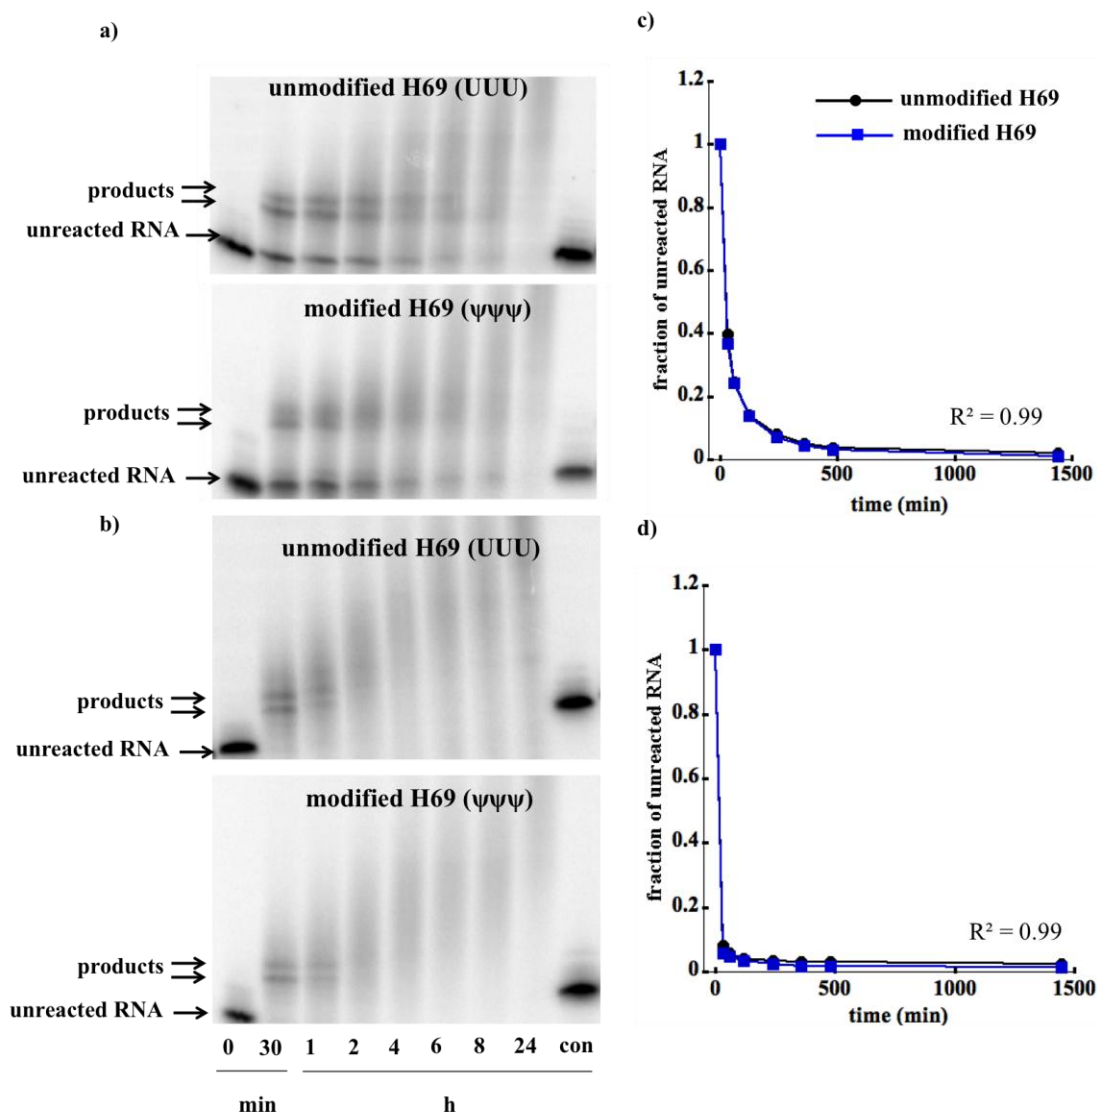 a)
unmodified H69 (UUU)
products
unreacted RNA
modified H69 (ψψψ)
products
unreacted RNA
b)
unmodified H69 (UUU)
products
unreacted RNA
modified H69 (ψψψ)
products
unreacted RNA
0 30 1 2 4 6 8 24 con
min h
c)
1.2
1
0.8
0.6
0.4
0.2
0
fraction of unreacted RNA
unmodified H69
modified H69
R² = 0.99
0 500 1000 1500
time (min)
d)
1.2
1
0.8
0.6
0.4
0.2
0
fraction of unreacted RNA
R² = 0.99
0 500 1000 1500
time (min)